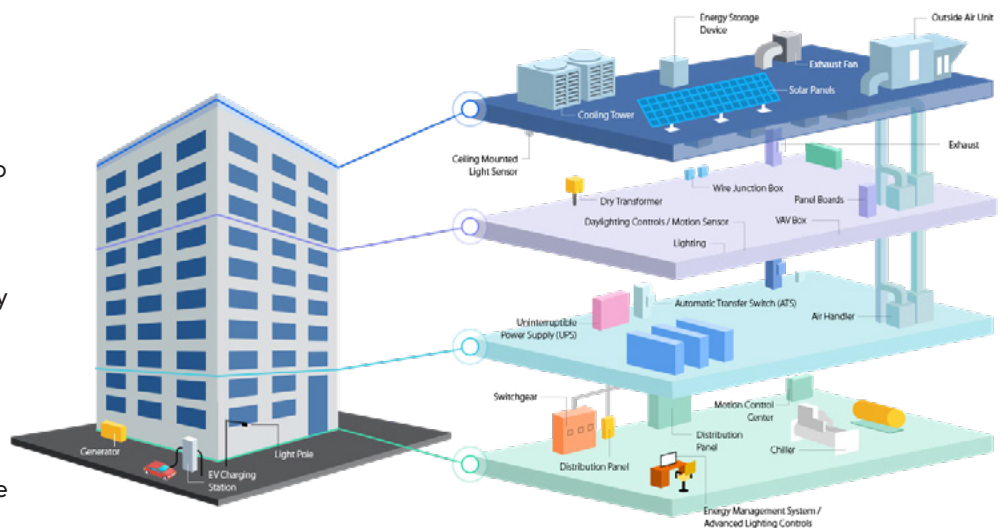 Energy Storage
Device
Outside Air Unit
Exhaust Fan
Solar Panels
Cooling Tower
Ceiling Mounted
Light Sensor
Exhaust
Wire Junction Box
Dry Transformer
Panel Boards
Daylighting Controls / Motion Sensor
VAV Box
Lighting
Automatic Transfer Switch (ATS)
Uninterruptible
Power Supply (UPS)
Air Handler
Switchgear
Motion Control
Center
Distribution
Panel
Distribution Panel
Chiller
Energy Management System /
Advanced Lighting Controls
Generator
Light Pole
EV Charging
Station
o
y
e